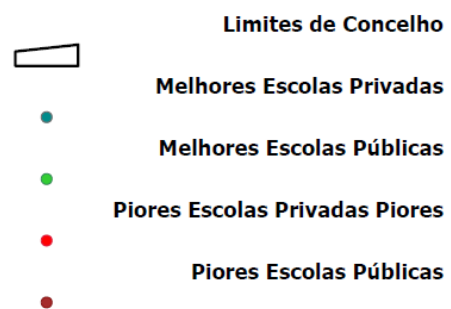 Limites de Concelho
Melhores Escolas Privadas
Melhores Escolas Públicas
Piores Escolas Privadas Piores
Piores Escolas Públicas